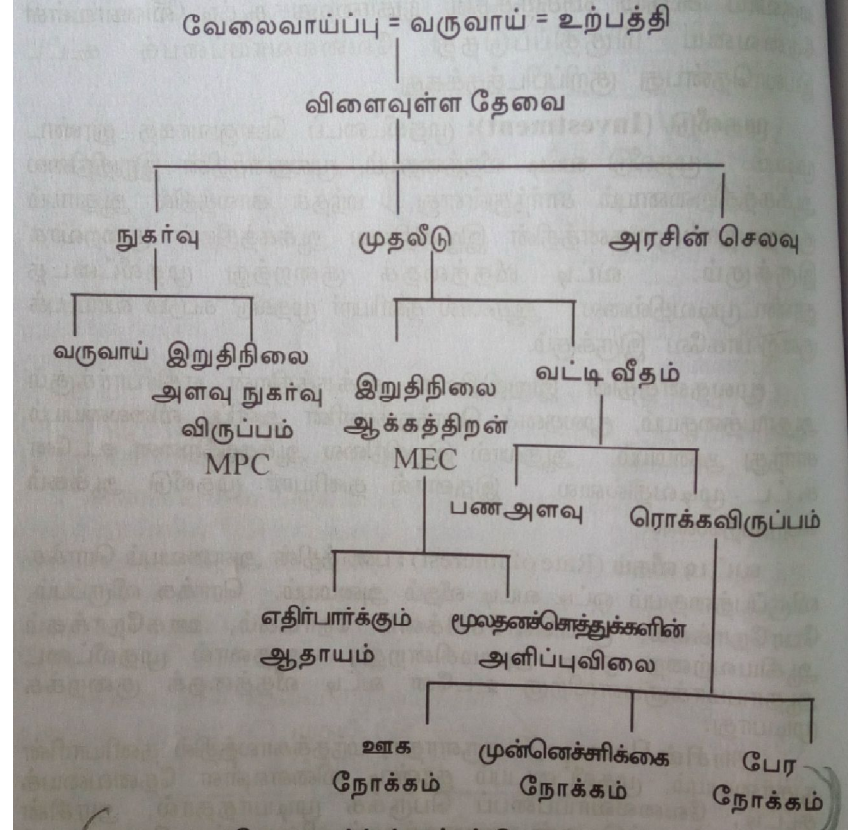 வேலைவாய்ப்பு = வருவாய் = உற்பத்தி
விளைவுள்ள தேவை
நுகர்வு முதலீடு அரசின் செலவு
வருவாய் அளவு
இறுதிநிலை
நுகர்வு
விருப்பம்
MPC
இறுதிநிலை
ஆக்கத்திறன்
MEC
வட்டி வீதம்
பணஅளவு ரொக்கவிருப்பம்
எதிர்பார்க்கும்
ஆதாயம்
மூலதனச்சொத்துக்களின்
அளிப்புவிலை
ஊக
நோக்கம்
முன்னெச்சரிக்கை
நோக்கம்
பேர
நோக்கம்